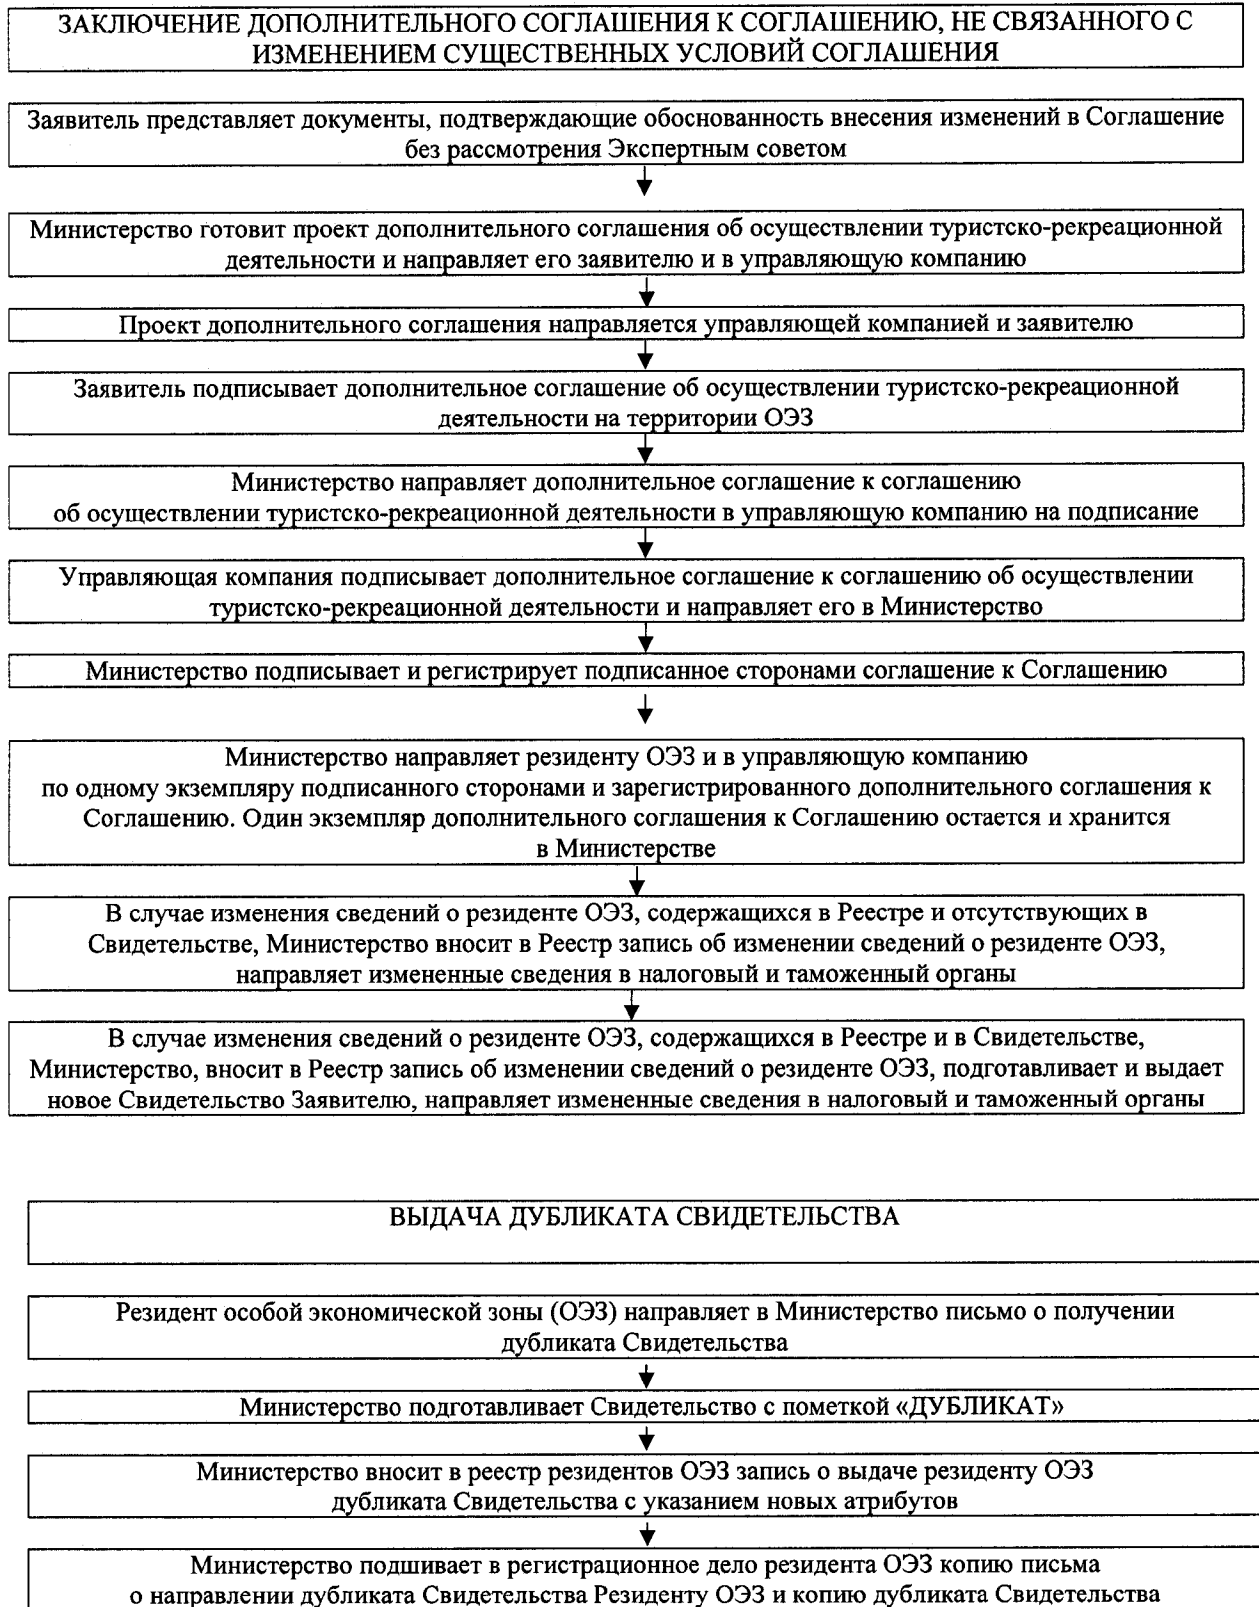 ЗАКЛЮЧЕНИЕ ДОПОЛНИТЕЛЬНОГО СОГЛАШЕНИЯ К СОГЛАШЕНИЮ, НЕ СВЯЗАННОГО С
ИЗМЕНЕНИЕМ СУЩЕСТВЕННЫХ УСЛОВИЙ СОГЛАШЕНИЯ
Заявитель представляет документы, подтверждающие обоснованность внесения изменений в Соглашение
без рассмотрения Экспертным советом
Министерство готовит проект дополнительного соглашения об осуществлении туристско-рекреационной
деятельности и направляет его заявителю и в управляющую компанию
Проект дополнительного соглашения направляется управляющей компанией и заявителю
Заявитель подписывает дополнительное соглашение об осуществлении туристско-рекреационной
деятельности на территории ОЭЗ
Министерство направляет дополнительное соглашение к соглашению
об осуществлении туристско-рекреационной деятельности в управляющую компанию на подписание
Управляющая компания подписывает дополнительное соглашение к соглашению об осуществлении
туристско-рекреационной деятельности и направляет его в Министерство
Министерство подписывает и регистрирует подписанное сторонами соглашение к Соглашению
Министерство направляет резиденту ОЭЗ и в управляющую компанию
по одному экземпляру подписанного сторонами и зарегистрированного дополнительного соглашения к
Соглашению. Один экземпляр дополнительного соглашения к Соглашению остается и хранится
в Министерстве
В случае изменения сведений о резиденте ОЭЗ, содержащихся в Реестре и отсутствующих в
Свидетельстве, Министерство вносит в Реестр запись об изменении сведений о резиденте ОЭЗ,
направляет измененные сведения в налоговый и таможенный органы
В случае изменения сведений о резиденте ОЭЗ, содержащихся в Реестре и в Свидетельстве,
Министерство, вносит в Реестр запись об изменении сведений о резиденте ОЭЗ, подготавливает и выдает
новое Свидетельство Заявителю, направляет измененные сведения в налоговый и таможенный органы
ВЫДАЧА ДУБЛИКАТА СВИДЕТЕЛЬСТВА
Резидент особой экономической зоны (ОЭЗ) направляет в Министерство письмо о получении
дубликата Свидетельства
Министерство подготавливает Свидетельство с пометкой «ДУБЛИКАТ»
Министерство вносит в реестр резидентов ОЭЗ запись о выдаче резиденту ОЭЗ
дубликата Свидетельства с указанием новых атрибутов
Министерство подшивает в регистрационное дело резидента ОЭЗ копию письма
о направлении дубликата Свидетельства Резиденту ОЭЗ и копию дубликата Свидетельства